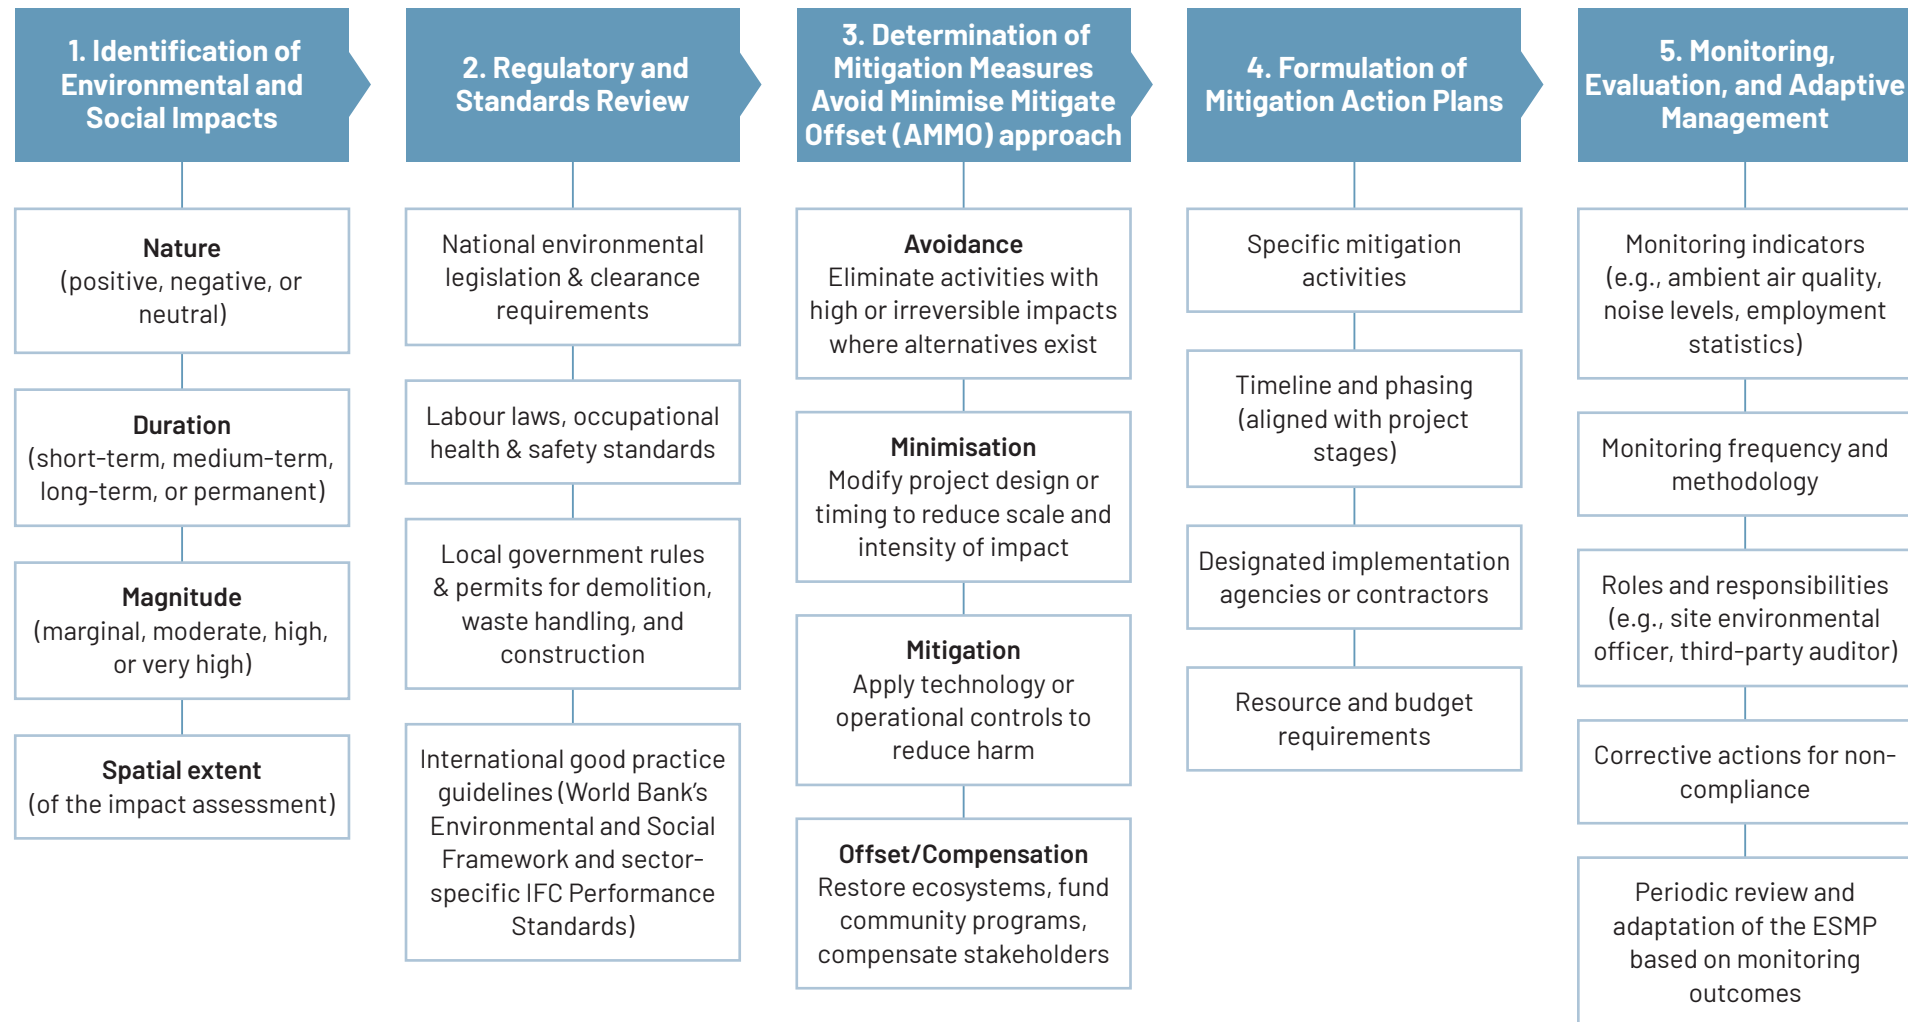 1. Identification of
Environmental and
Social Impacts
Nature
(positive, negative, or
neutral)
Duration
(short-term, medium-term,
long-term, or permanent)
Magnitude
(marginal, moderate, high,
or very high)
Spatial extent
(of the impact assessment)
2. Regulatory and
Standards Review
National environmental
legislation & clearance
requirements
Labour laws, occupational
health & safety standards
Local government rules
& permits for demolition,
waste handling, and
construction
International good practice
guidelines (World Bank's
Environmental and Social
Framework and sector-
specific IFC Performance
Standards)
3. Determination of
Mitigation Measures
Avoid Minimise Mitigate
Offset (AMMO) approach
Avoidance
Eliminate activities with
high or irreversible impacts
where alternatives exist
Minimisation
Modify project design or
timing to reduce scale and
intensity of impact
Mitigation
Apply technology or
operational controls to
reduce harm
Offset/Compensation
Restore ecosystems, fund
community programs,
compensate stakeholders
4. Formulation of
Mitigation Action Plans
Specific mitigation
activities
Timeline and phasing
(aligned with project
stages)
Designated implementation
agencies or contractors
Resource and budget
requirements
5. Monitoring,
Evaluation, and Adaptive
Management
Monitoring indicators
(e.g., ambient air quality,
noise levels, employment
statistics)
Monitoring frequency and
methodology
Roles and responsibilities
(e.g., site environmental
officer, third-party auditor)
Corrective actions for non-
compliance
Periodic review and
adaptation of the ESMP
based on monitoring
outcomes